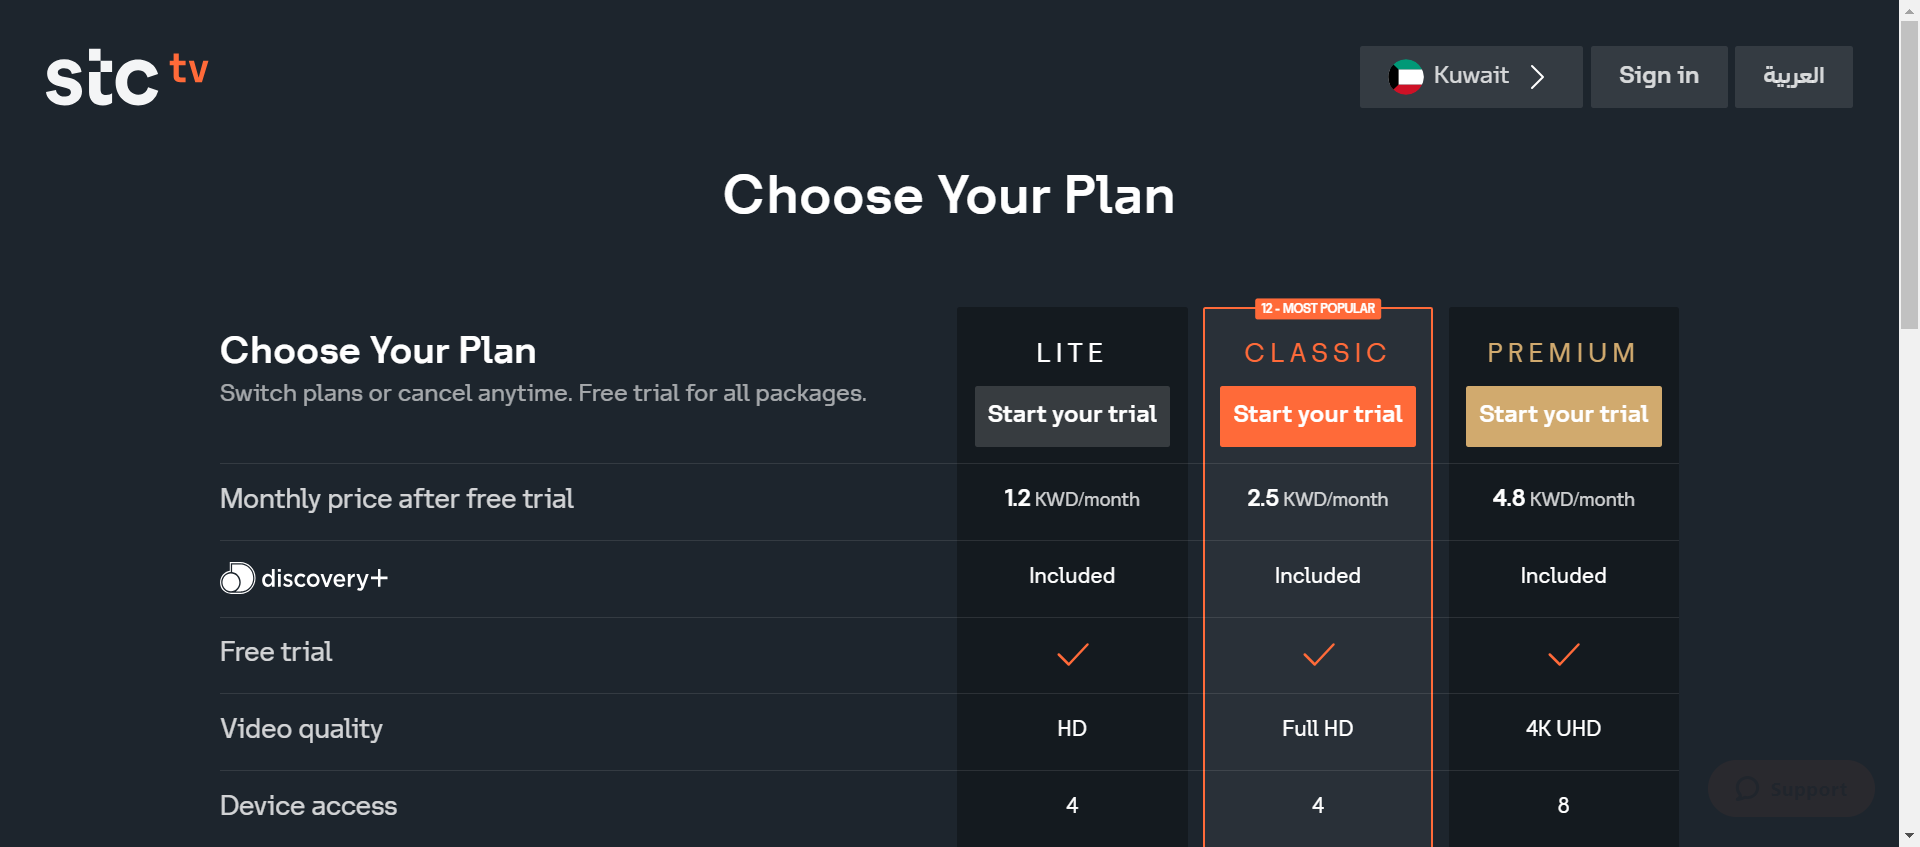 stc tv
Kuwait
Sign in
العربية
Choose Your Plan
12 - MOST POPULAR
Choose Your Plan
Switch plans or cancel anytime. Free trial for all packages.
LITE
CLASSIC
PREMIUM
Start your trial
Start your trial
Start your trial
Monthly price after free trial
1.2 KWD/month
2.5 KWD/month
4.8 KWD/month
discovery+
Included
Included
Included
Free trial
Video quality
HD
Full HD
4K UHD
Device access
4
4
8
Support